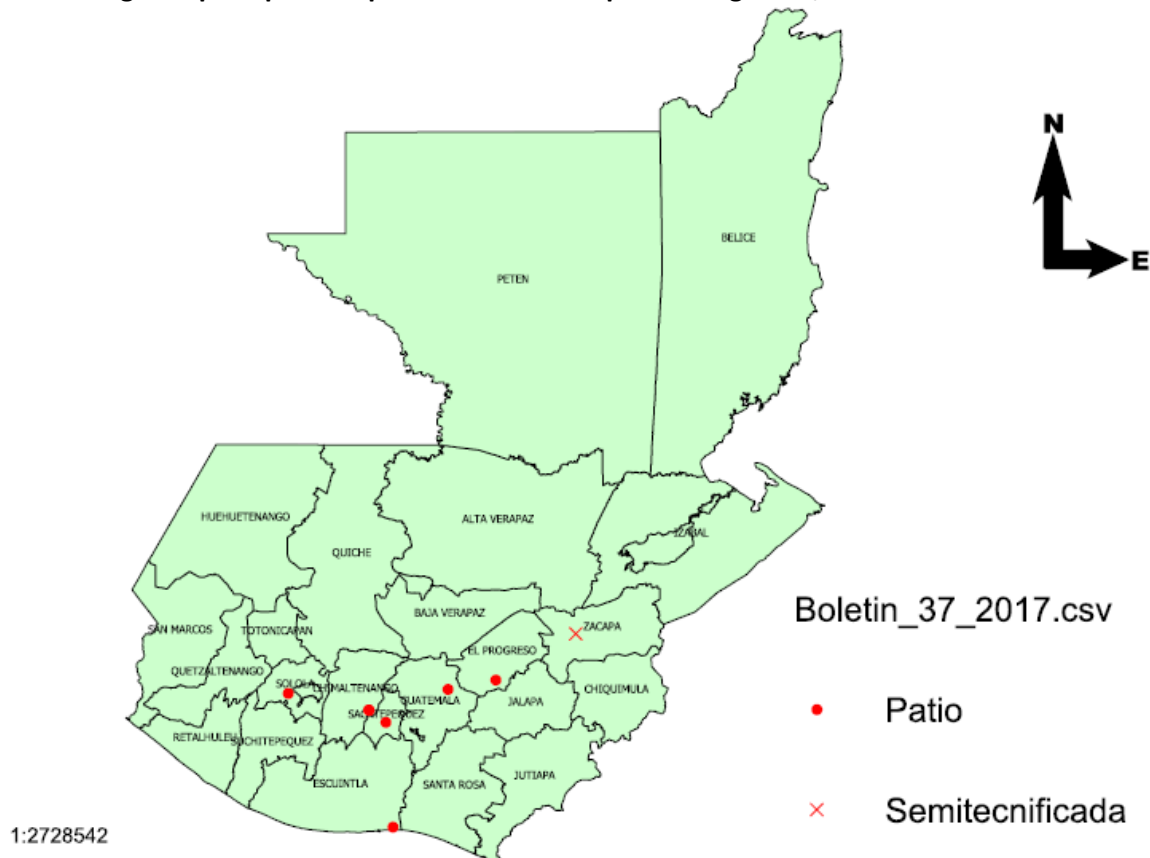 N
E
BELICE
PETEN
HUEHUETENANGO
ALTA VERAPAZ
IZABAL
QUICHE
BAJA VERAPAZ
ZACAPA
Boletin_37_2017.csv
SAN MARCOS
TOTONICAPAN
EL PROGRESO
QUETZALTENANGO
SOLOLA
CHIMALTENANGO
GUATEMALA
JALAPA
CHIQUIMULA
Patio
RETALHULEU
SUCHITEPEQUEZ
SACATEPEQUEZ
ESCUINTLA
SANTA ROSA
JUTIAPA
Semitecnificada
1:2728542